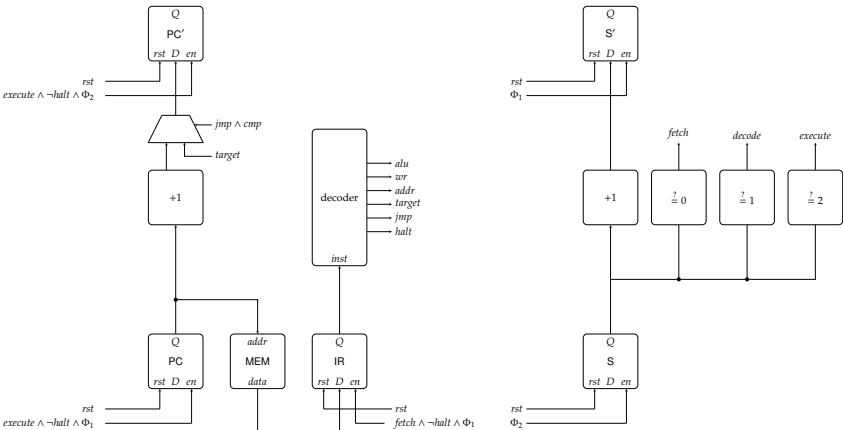 Q
PC′
rst D en
rst
execute ∧ ¬halt ∧ Φ₂
jmp ∧ cmp
target
+1
Q
PC
rst D en
rst
execute ∧ ¬halt ∧ Φ₁
addr
MEM
data
decoder
inst
alu
wr
addr
target
jmp
halt
Q
IR
rst D en
rst
fetch ∧ ¬halt ∧ Φ₁
Q
S′
rst D en
rst
Φ₁
fetch
decode
execute
+1
≟ 0
≟ 1
≟ 2
Q
S
rst D en
rst
Φ₂